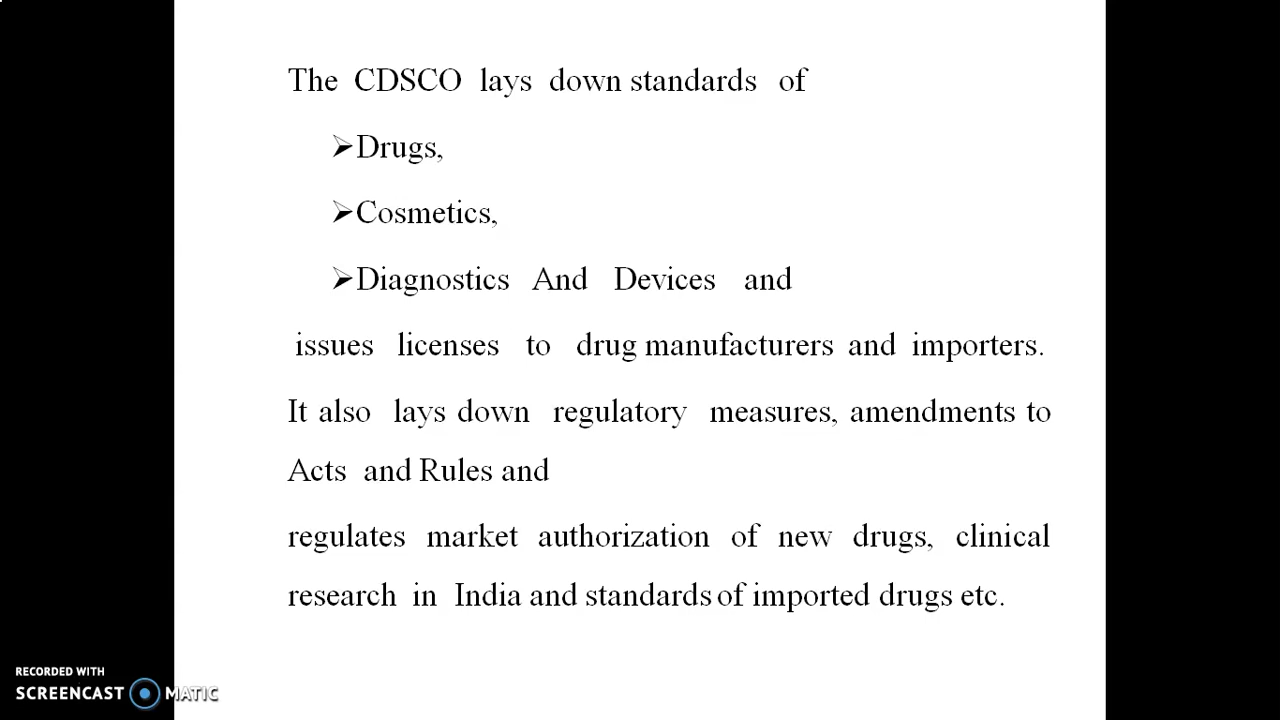 The CDSCO lays down standards of
➢Drugs,
➢Cosmetics,
➢Diagnostics And Devices and
issues licenses to drug manufacturers and importers.
It also lays down regulatory measures, amendments to
Acts and Rules and
regulates market authorization of new drugs, clinical
research in India and standards of imported drugs etc.
RECORDED WITH
SCREENCAST MATIC